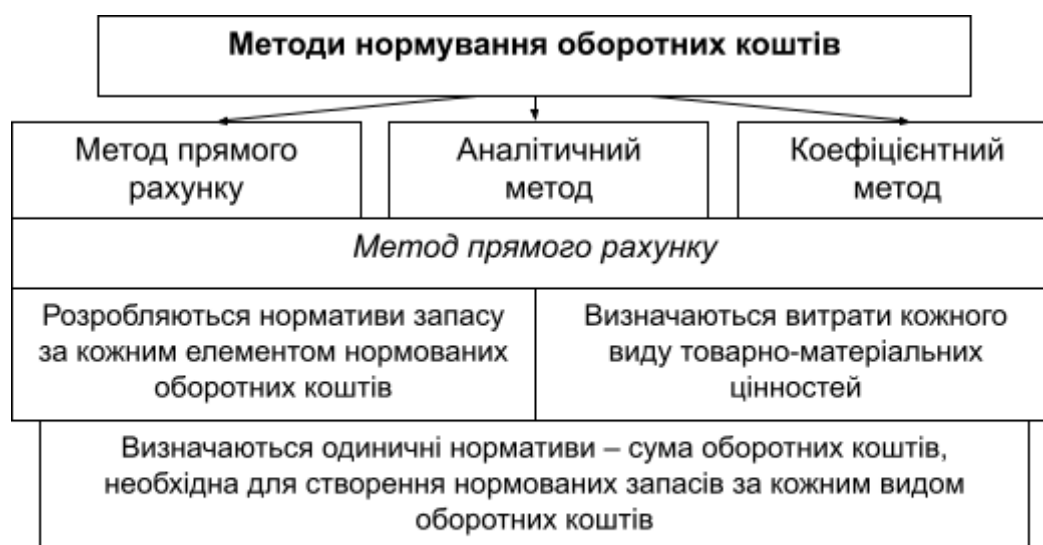 Методи нормування оборотних коштів
Метод прямого
рахунку
Аналітичний
метод
Коефіцієнтний
метод
Метод прямого рахунку
Розробляються нормативи запасу
за кожним елементом нормованих
оборотних коштів
Визначаються витрати кожного
виду товарно-матеріальних
цінностей
Визначаються одиничні нормативи – сума оборотних коштів,
необхідна для створення нормованих запасів за кожним видом
оборотних коштів